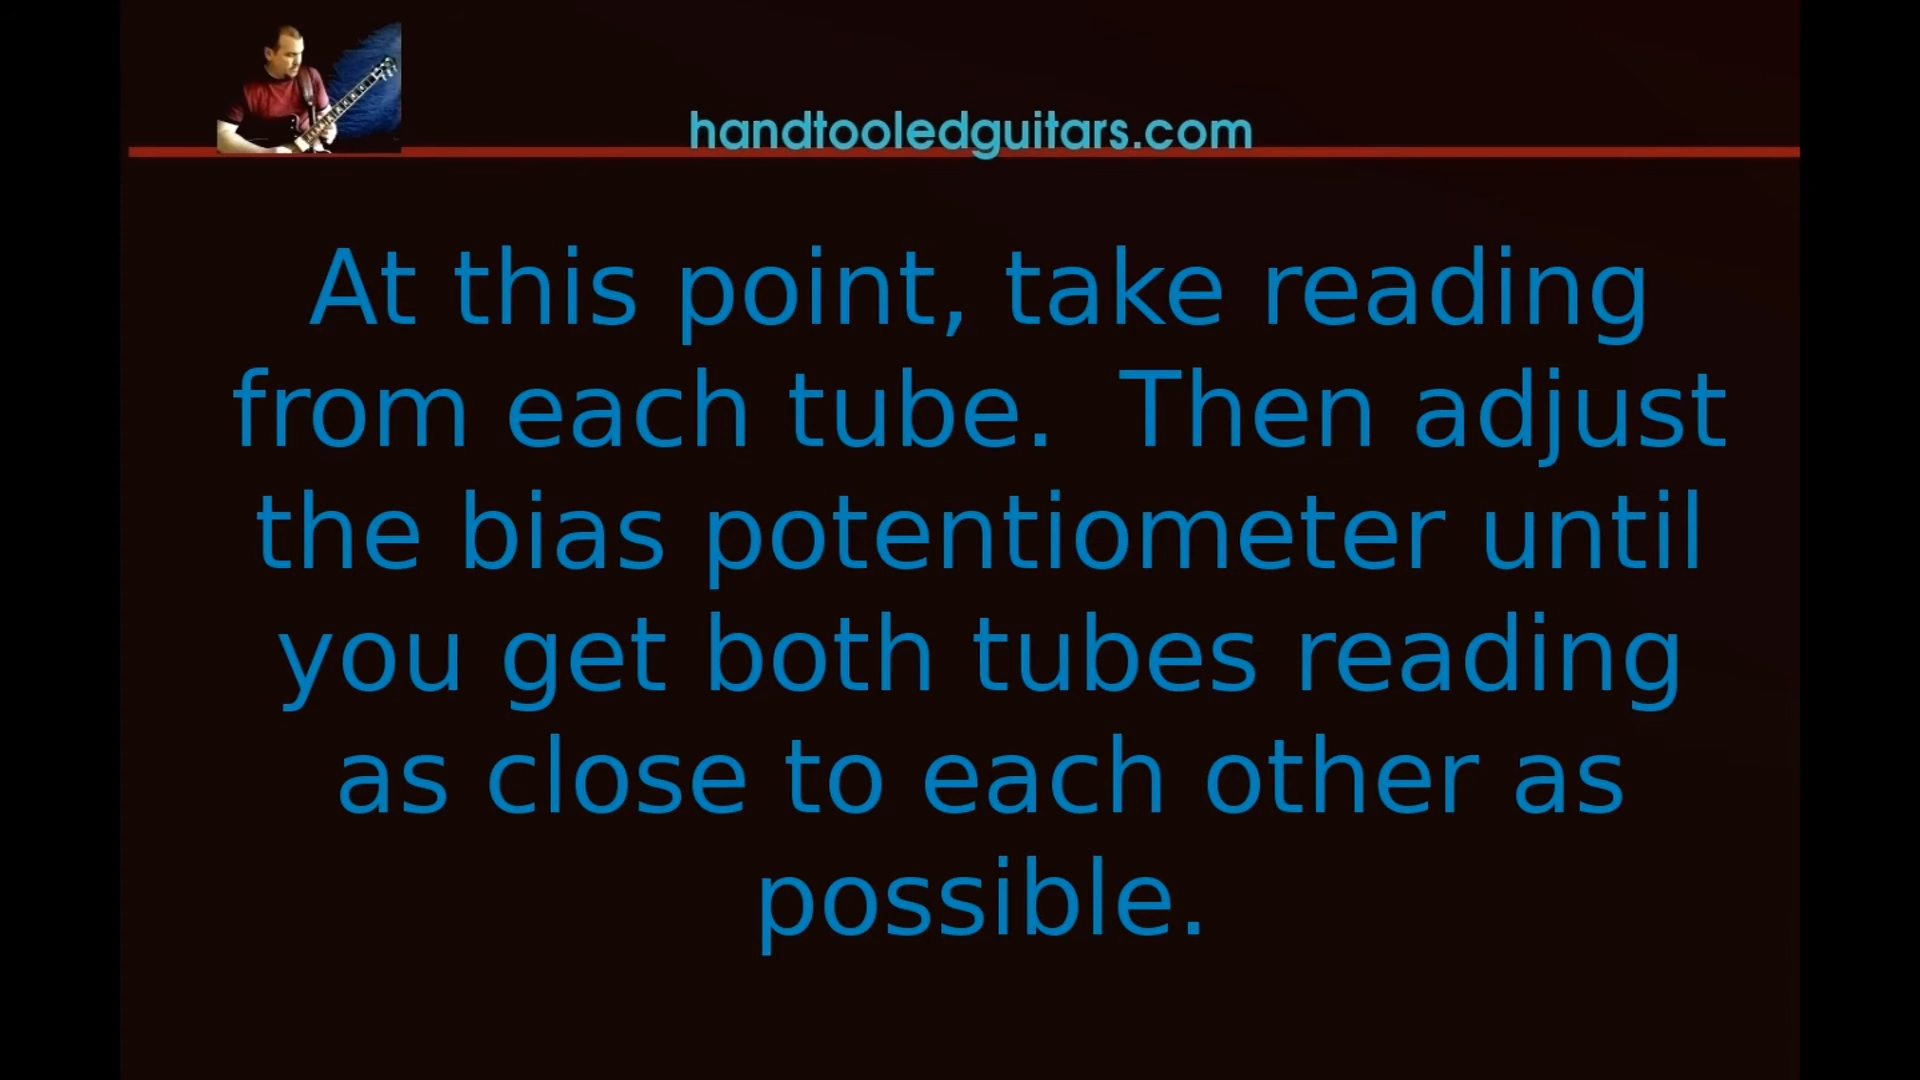 handtooledguitars.com
At this point, take reading
from each tube.  Then adjust
the bias potentiometer until
you get both tubes reading
as close to each other as
possible.